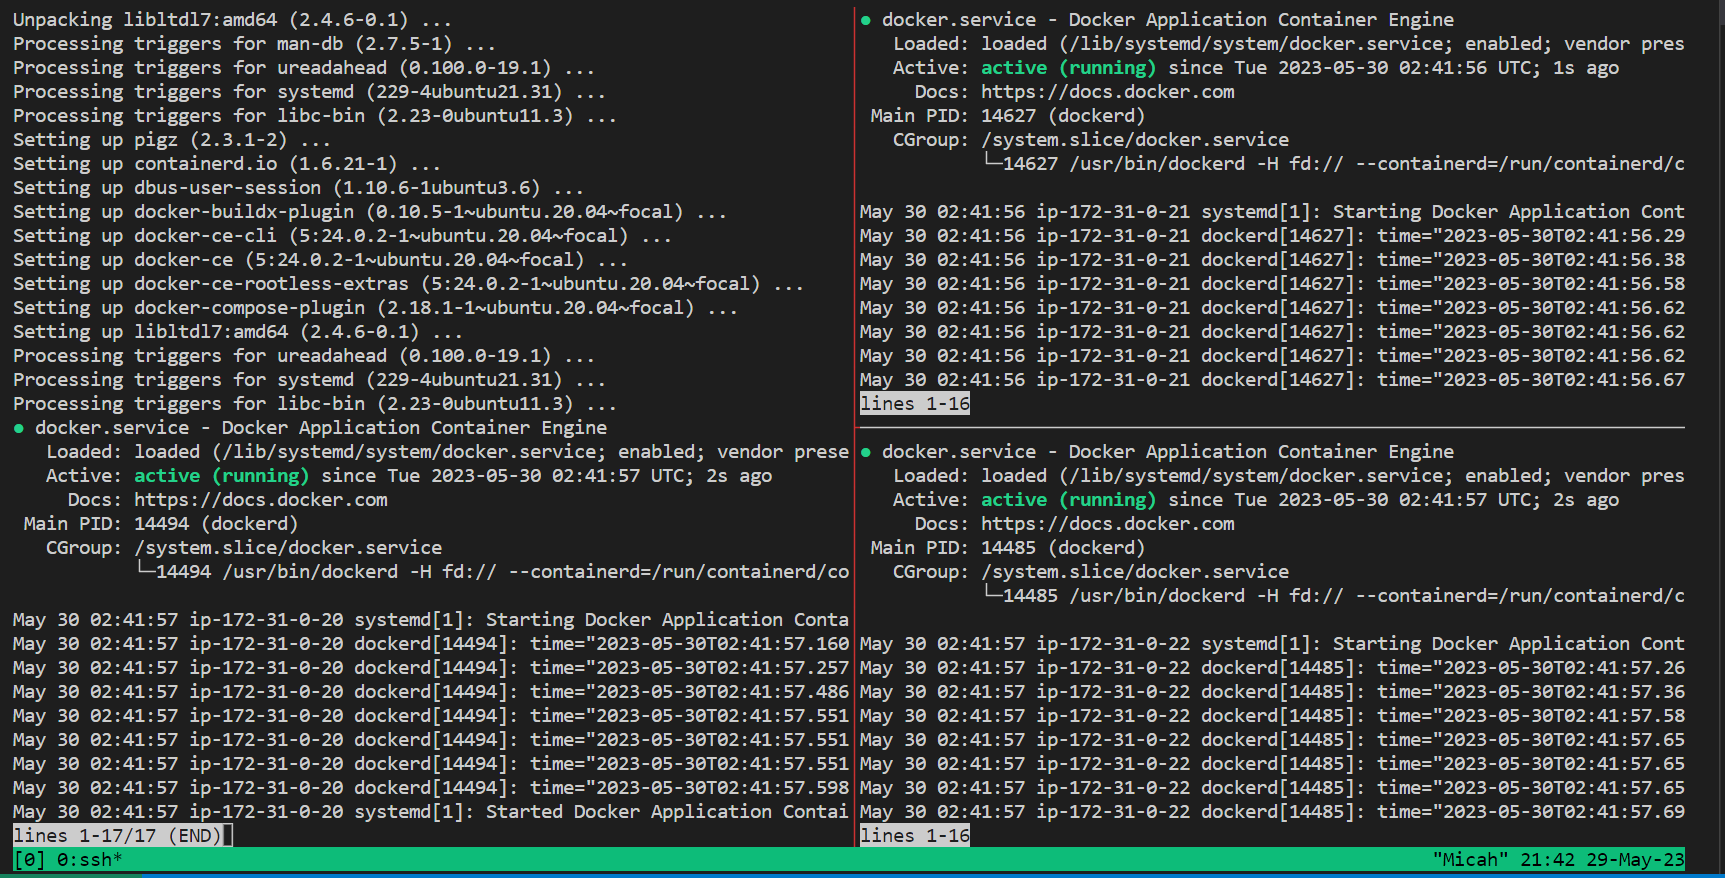 Unpacking libltdl7:amd64 (2.4.6-0.1) ...
Processing triggers for man-db (2.7.5-1) ...
Processing triggers for ureadahead (0.100.0-19.1) ...
Processing triggers for systemd (229-4ubuntu21.31) ...
Processing triggers for libc-bin (2.23-0ubuntu11.3) ...
Setting up pigz (2.3.1-2) ...
Setting up containerd.io (1.6.21-1) ...
Setting up dbus-user-session (1.10.6-1ubuntu3.6) ...
Setting up docker-buildx-plugin (0.10.5-1~ubuntu.20.04~focal) ...
Setting up docker-ce-cli (5:24.0.2-1~ubuntu.20.04~focal) ...
Setting up docker-ce (5:24.0.2-1~ubuntu.20.04~focal) ...
Setting up docker-ce-rootless-extras (5:24.0.2-1~ubuntu.20.04~focal) ...
Setting up docker-compose-plugin (2.18.1-1~ubuntu.20.04~focal) ...
Setting up libltdl7:amd64 (2.4.6-0.1) ...
Processing triggers for ureadahead (0.100.0-19.1) ...
Processing triggers for systemd (229-4ubuntu21.31) ...
Processing triggers for libc-bin (2.23-0ubuntu11.3) ...
● docker.service - Docker Application Container Engine
   Loaded: loaded (/lib/systemd/system/docker.service; enabled; vendor prese
   Active: active (running) since Tue 2023-05-30 02:41:57 UTC; 2s ago
     Docs: https://docs.docker.com
 Main PID: 14494 (dockerd)
   CGroup: /system.slice/docker.service
           └─14494 /usr/bin/dockerd -H fd:// --containerd=/run/containerd/co
May 30 02:41:57 ip-172-31-0-20 systemd[1]: Starting Docker Application Conta
May 30 02:41:57 ip-172-31-0-20 dockerd[14494]: time="2023-05-30T02:41:57.160
May 30 02:41:57 ip-172-31-0-20 dockerd[14494]: time="2023-05-30T02:41:57.257
May 30 02:41:57 ip-172-31-0-20 dockerd[14494]: time="2023-05-30T02:41:57.486
May 30 02:41:57 ip-172-31-0-20 dockerd[14494]: time="2023-05-30T02:41:57.551
May 30 02:41:57 ip-172-31-0-20 dockerd[14494]: time="2023-05-30T02:41:57.551
May 30 02:41:57 ip-172-31-0-20 dockerd[14494]: time="2023-05-30T02:41:57.551
May 30 02:41:57 ip-172-31-0-20 dockerd[14494]: time="2023-05-30T02:41:57.598
May 30 02:41:57 ip-172-31-0-20 systemd[1]: Started Docker Application Contai
lines 1-17/17 (END)
● docker.service - Docker Application Container Engine
   Loaded: loaded (/lib/systemd/system/docker.service; enabled; vendor pres
   Active: active (running) since Tue 2023-05-30 02:41:56 UTC; 1s ago
     Docs: https://docs.docker.com
 Main PID: 14627 (dockerd)
   CGroup: /system.slice/docker.service
           └─14627 /usr/bin/dockerd -H fd:// --containerd=/run/containerd/c
May 30 02:41:56 ip-172-31-0-21 systemd[1]: Starting Docker Application Cont
May 30 02:41:56 ip-172-31-0-21 dockerd[14627]: time="2023-05-30T02:41:56.29
May 30 02:41:56 ip-172-31-0-21 dockerd[14627]: time="2023-05-30T02:41:56.38
May 30 02:41:56 ip-172-31-0-21 dockerd[14627]: time="2023-05-30T02:41:56.58
May 30 02:41:56 ip-172-31-0-21 dockerd[14627]: time="2023-05-30T02:41:56.62
May 30 02:41:56 ip-172-31-0-21 dockerd[14627]: time="2023-05-30T02:41:56.62
May 30 02:41:56 ip-172-31-0-21 dockerd[14627]: time="2023-05-30T02:41:56.62
May 30 02:41:56 ip-172-31-0-21 dockerd[14627]: time="2023-05-30T02:41:56.67
lines 1-16
● docker.service - Docker Application Container Engine
   Loaded: loaded (/lib/systemd/system/docker.service; enabled; vendor pres
   Active: active (running) since Tue 2023-05-30 02:41:57 UTC; 2s ago
     Docs: https://docs.docker.com
 Main PID: 14485 (dockerd)
   CGroup: /system.slice/docker.service
           └─14485 /usr/bin/dockerd -H fd:// --containerd=/run/containerd/c
May 30 02:41:57 ip-172-31-0-22 systemd[1]: Starting Docker Application Cont
May 30 02:41:57 ip-172-31-0-22 dockerd[14485]: time="2023-05-30T02:41:57.26
May 30 02:41:57 ip-172-31-0-22 dockerd[14485]: time="2023-05-30T02:41:57.36
May 30 02:41:57 ip-172-31-0-22 dockerd[14485]: time="2023-05-30T02:41:57.58
May 30 02:41:57 ip-172-31-0-22 dockerd[14485]: time="2023-05-30T02:41:57.65
May 30 02:41:57 ip-172-31-0-22 dockerd[14485]: time="2023-05-30T02:41:57.65
May 30 02:41:57 ip-172-31-0-22 dockerd[14485]: time="2023-05-30T02:41:57.65
May 30 02:41:57 ip-172-31-0-22 dockerd[14485]: time="2023-05-30T02:41:57.69
lines 1-16
[0] 0:ssh* "Micah" 21:42 29-May-23